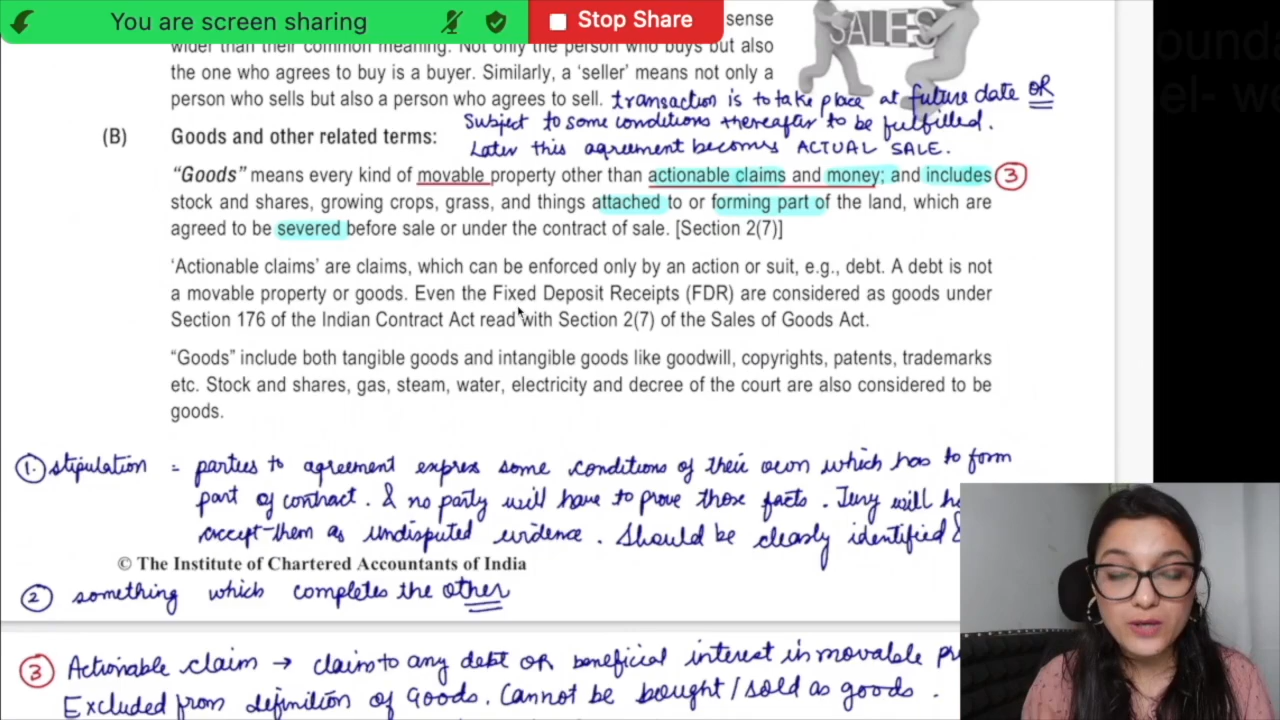 You are screen sharing
Stop Share
sense
SALES
wider than their common meaning. Not only the person who buys but also
the one who agrees to buy is a buyer. Similarly, a ‘seller’ means not only a
person who sells but also a person who agrees to sell. transaction is to take place at future date OR
Subject to some conditions thereafter to be fulfilled.
(B) Goods and other related terms:
Later this agreement becomes ACTUAL SALE.
“Goods” means every kind of movable property other than actionable claims and money; and includes 3
stock and shares, growing crops, grass, and things attached to or forming part of the land, which are
agreed to be severed before sale or under the contract of sale. [Section 2(7)]
‘Actionable claims’ are claims, which can be enforced only by an action or suit, e.g., debt. A debt is not
a movable property or goods. Even the Fixed Deposit Receipts (FDR) are considered as goods under
Section 176 of the Indian Contract Act read with Section 2(7) of the Sales of Goods Act.
“Goods” include both tangible goods and intangible goods like goodwill, copyrights, patents, trademarks
etc. Stock and shares, gas, steam, water, electricity and decree of the court are also considered to be
goods.
1. stipulation = parties to agreement express some conditions of their own which has to form
part of contract. & no party will have to prove those facts. Jury will
accept them as undisputed evidence. Should be clearly identified &
© The Institute of Chartered Accountants of India
2 something which completes the other
3 Actionable claim → claim to any debt OR beneficial interest in movable
Excluded from definition of Goods. Cannot be bought/sold as goods.